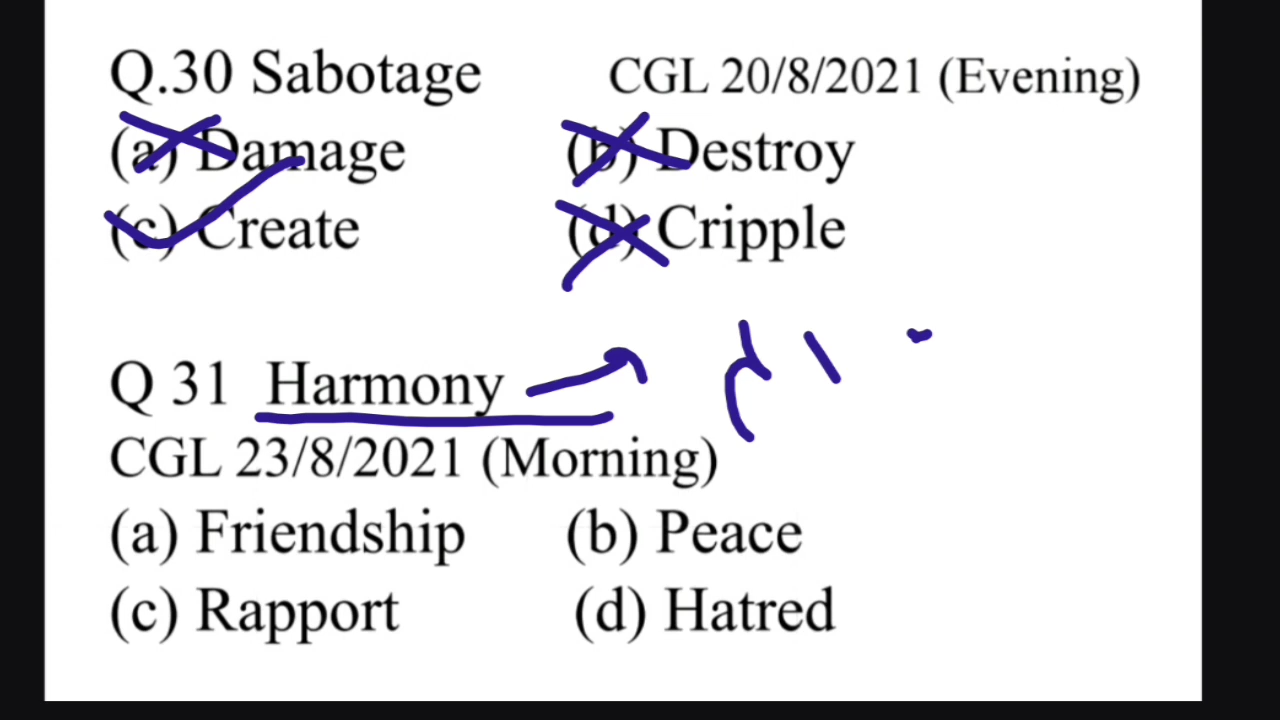 Q.30 Sabotage CGL 20/8/2021 (Evening)
(a) Damage (b) Destroy
(c) Create (d) Cripple
Q 31 Harmony
CGL 23/8/2021 (Morning)
(a) Friendship (b) Peace
(c) Rapport (d) Hatred